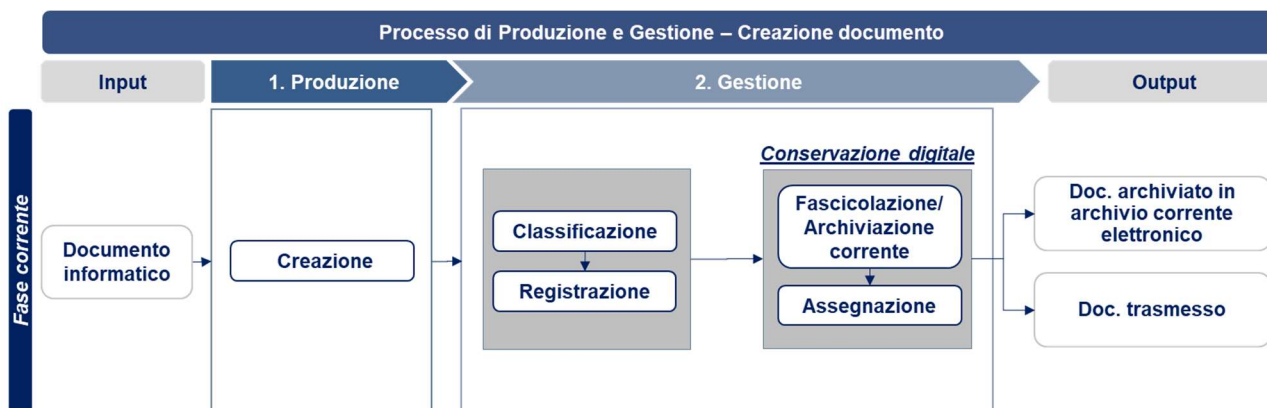 Processo di Produzione e Gestione – Creazione documento
Input
1. Produzione
2. Gestione
Output
Fase corrente
Documento
informatico
Creazione
Classificazione
Registrazione
Conservazione digitale
Fascicolazione/
Archiviazione
corrente
Assegnazione
Doc. archiviato in
archivio corrente
elettronico
Doc. trasmesso